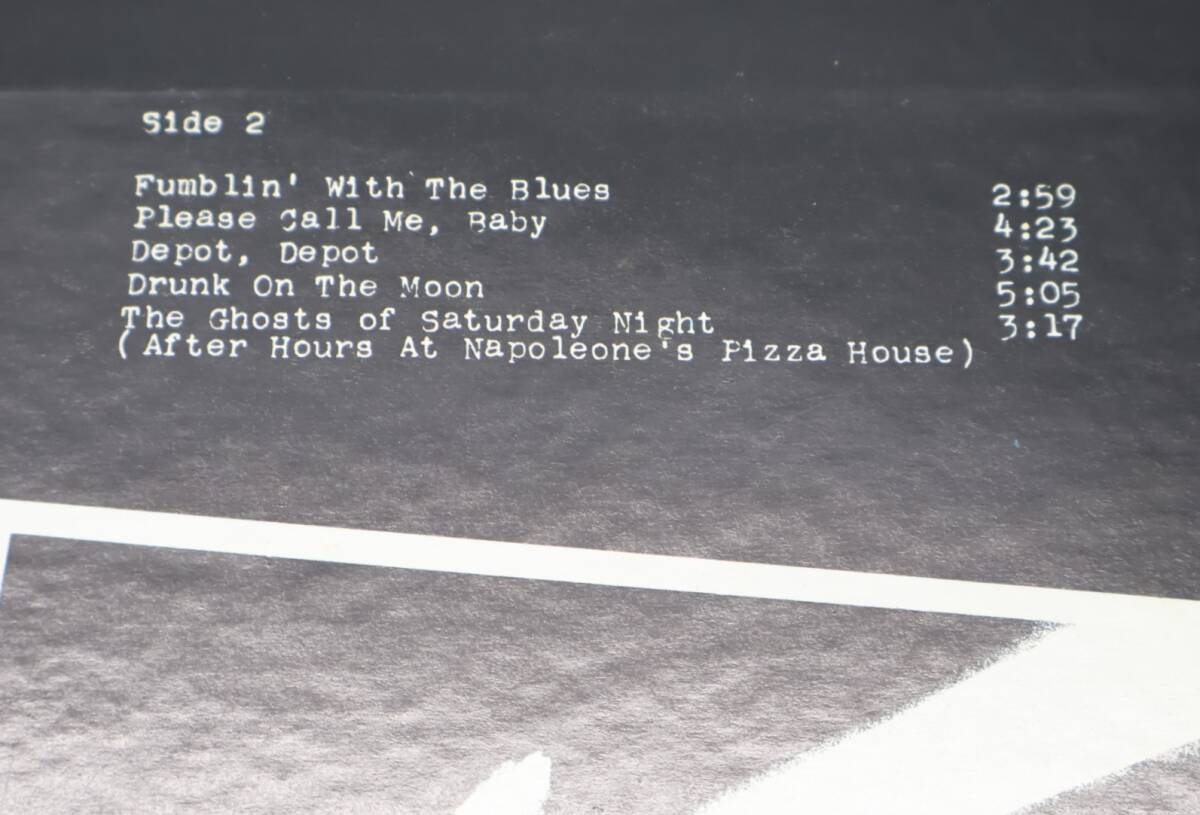 Side 2
Fumblin' With The Blues 2:59
Please Call Me, Baby 4:23
Depot, Depot 3:42
Drunk On The Moon 5:05
The Ghosts of Saturday Night 3:17
(After Hours At Napoleone's Pizza House)